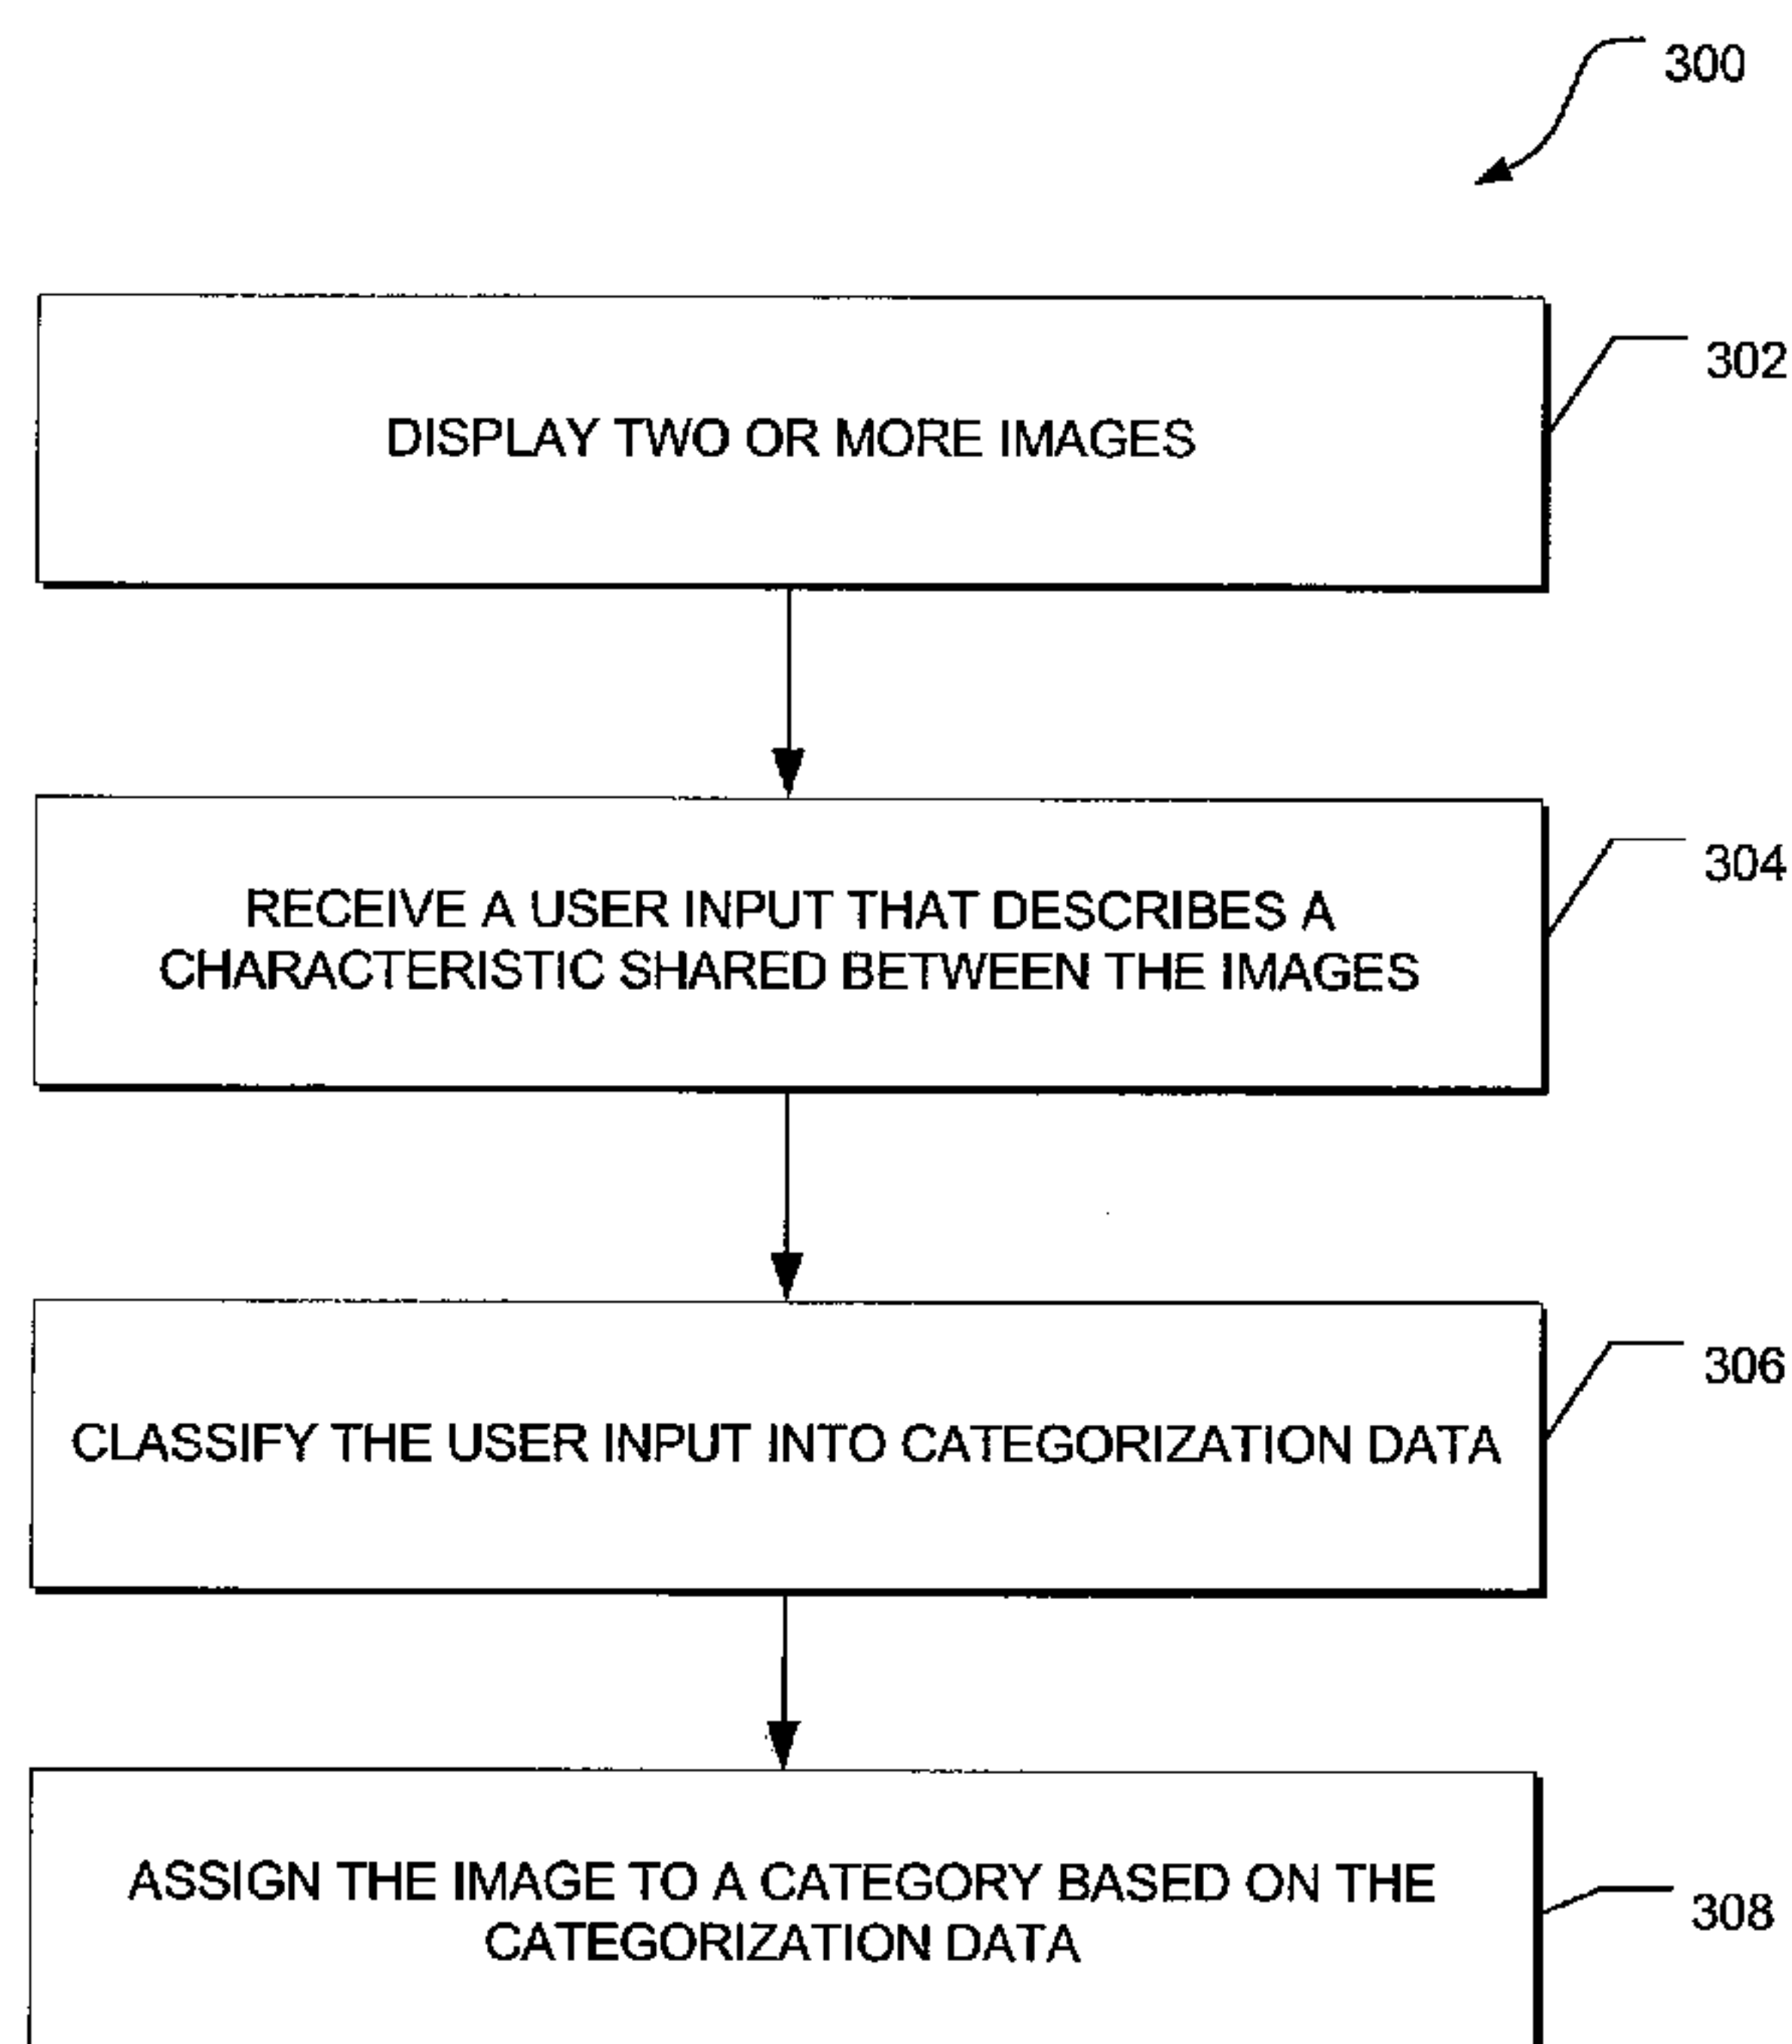 300
302
DISPLAY TWO OR MORE IMAGES
304
RECEIVE A USER INPUT THAT DESCRIBES A
CHARACTERISTIC SHARED BETWEEN THE IMAGES
306
CLASSIFY THE USER INPUT INTO CATEGORIZATION DATA
ASSIGN THE IMAGE TO A CATEGORY BASED ON THE
CATEGORIZATION DATA
308